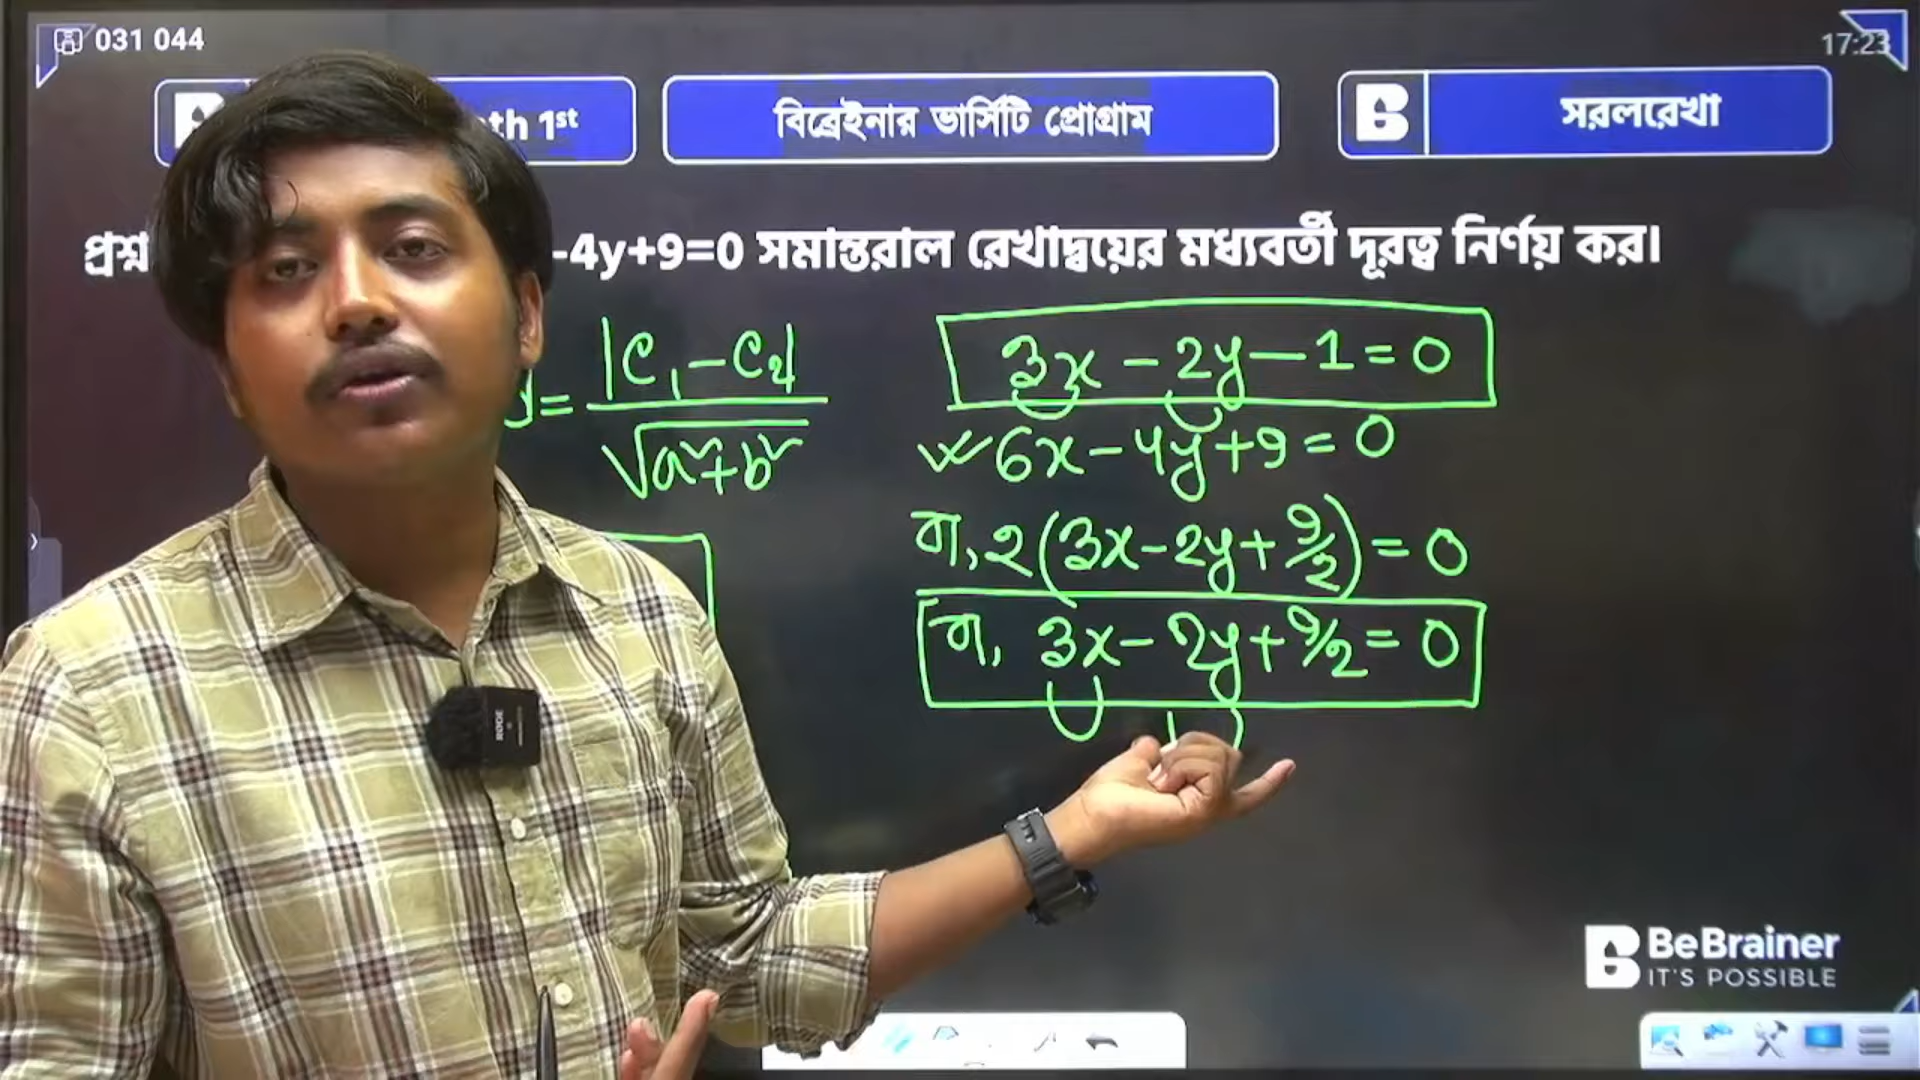 031 044
17:23
th 1st
বিব্রেইনার ভার্সিটি প্রোগ্রাম
সরলরেখা
প্রশ্ন -4y+9=0 সমান্তরাল রেখাদ্বয়ের মধ্যবর্তী দূরত্ব নির্ণয় কর।
= |C₁-C₂| / √a²+b²
3x - 2y - 1 = 0
6x - 4y + 9 = 0
বা, 2(3x - 2y + 9/2) = 0
বা, 3x - 2y + 9/2 = 0
RODE
BeBrainer
IT'S POSSIBLE